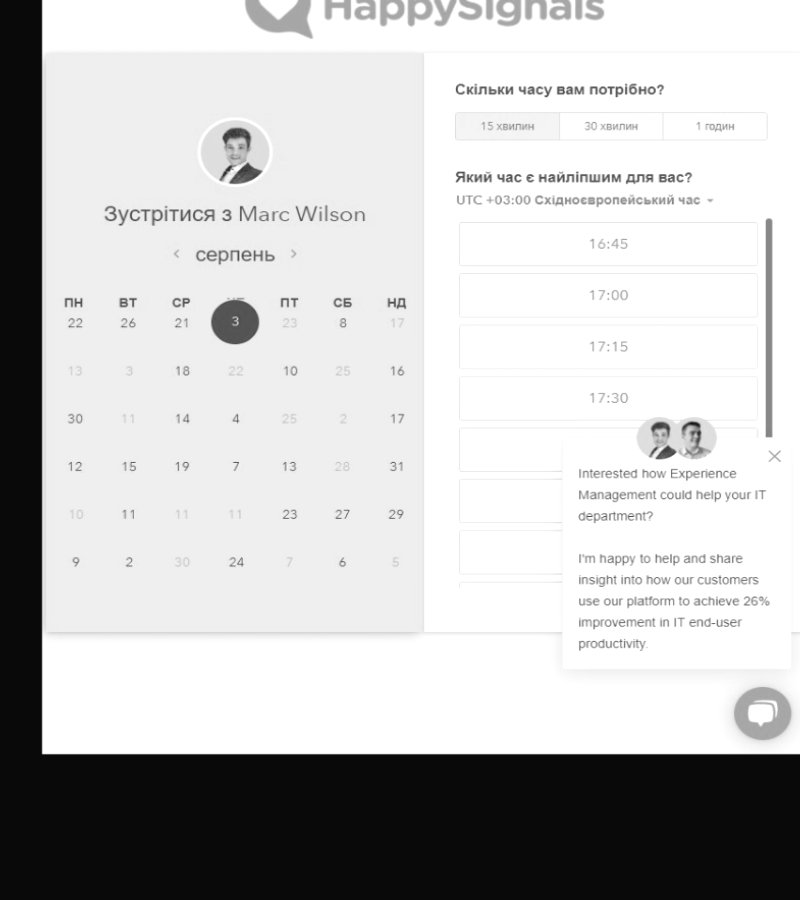 HappySignals
Зустрітися з Marc Wilson
серпень
ПН ВТ СР ПТ СБ НД
22 26 21 3 23 8 17
13 3 18 22 10 25 16
30 11 14 4 25 2 17
12 15 19 7 13 28 31
10 11 11 11 23 27 29
9 2 30 24 7 6 5
Скільки часу вам потрібно?
15 хвилин 30 хвилин 1 годин
Який час є найліпшим для вас?
UTC +03:00 Східноєвропейський час
16:45
17:00
17:15
17:30
Interested how Experience
Management could help your IT
department?
I'm happy to help and share
insight into how our customers
use our platform to achieve 26%
improvement in IT end-user
productivity.